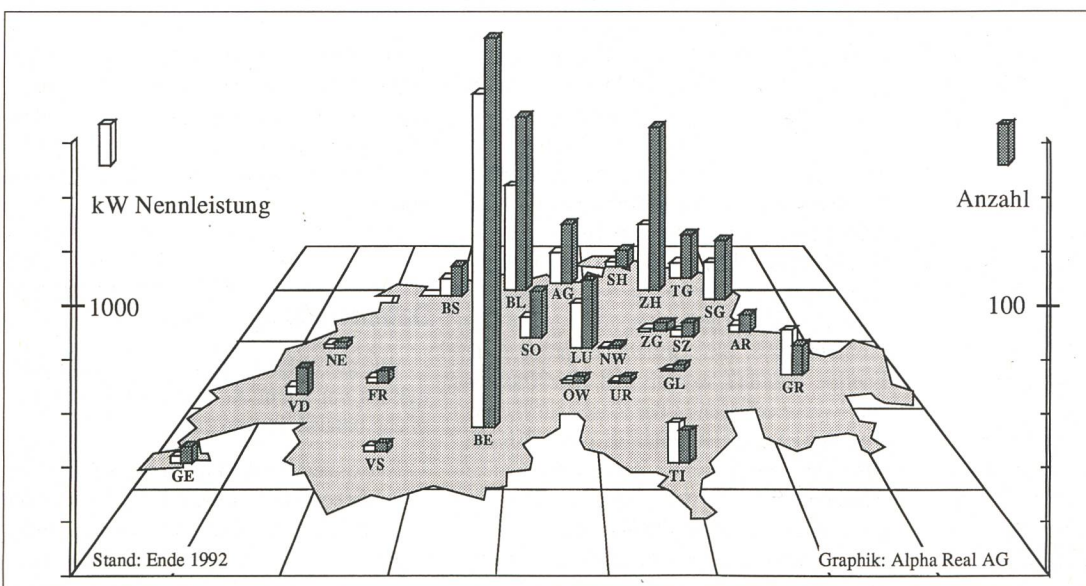 kW Nennleistung
Anzahl
1000
100
BS
BL
AG
SH
ZH
TG
SG
SO
LU
NW
ZG
SZ
AR
NE
VD
FR
OW
UR
GL
GR
GE
VS
BE
TI
Stand: Ende 1992
Graphik: Alpha Real AG